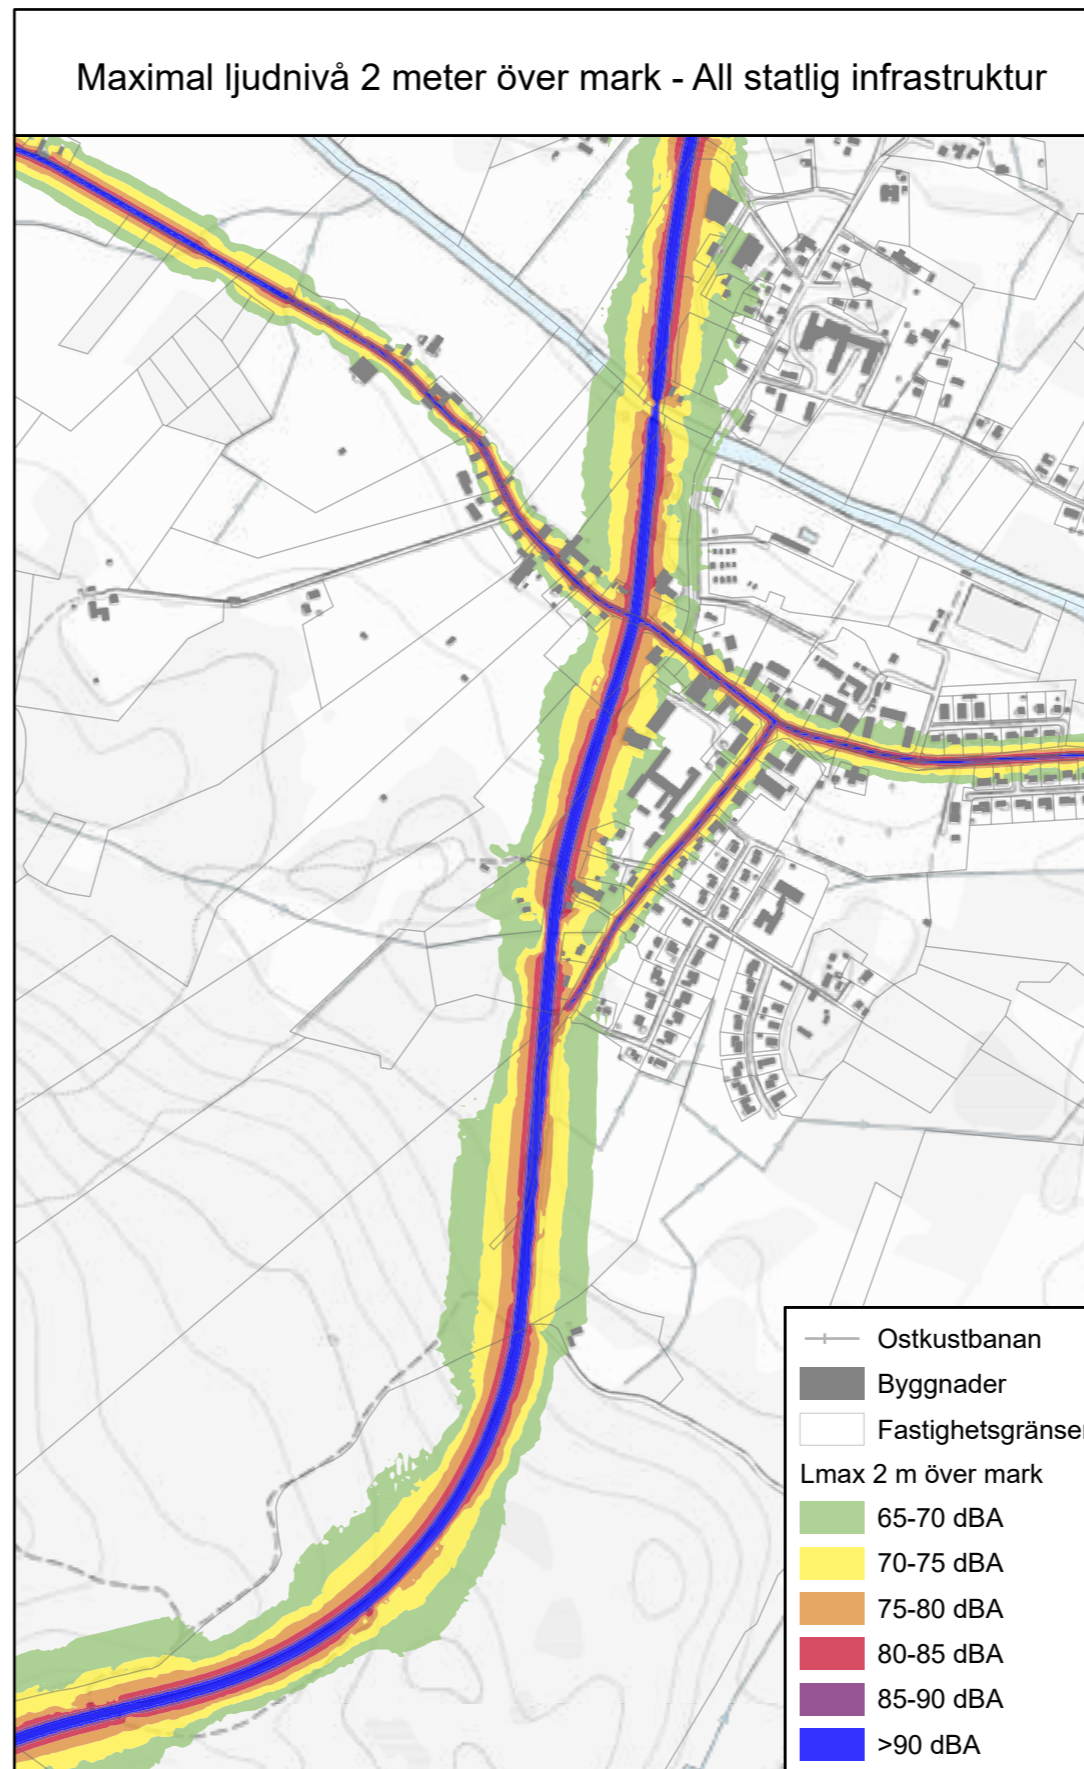 Maximal ljudnivå 2 meter över mark - All statlig infrastruktur
Ostkustbanan
Byggnader
Fastighetsgränser
Lmax 2 m över mark
65-70 dBA
70-75 dBA
75-80 dBA
80-85 dBA
85-90 dBA
>90 dBA